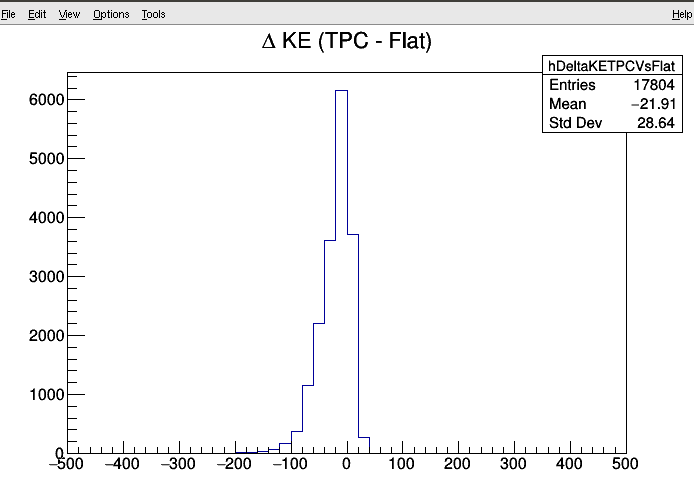 File Edit View Options Tools Help
Δ KE (TPC - Flat)
hDeltaKETPCVsFlat
Entries 17804
Mean −21.91
Std Dev 28.64
6000
5000
4000
3000
2000
1000
0
−500 −400 −300 −200 −100 0 100 200 300 400 500